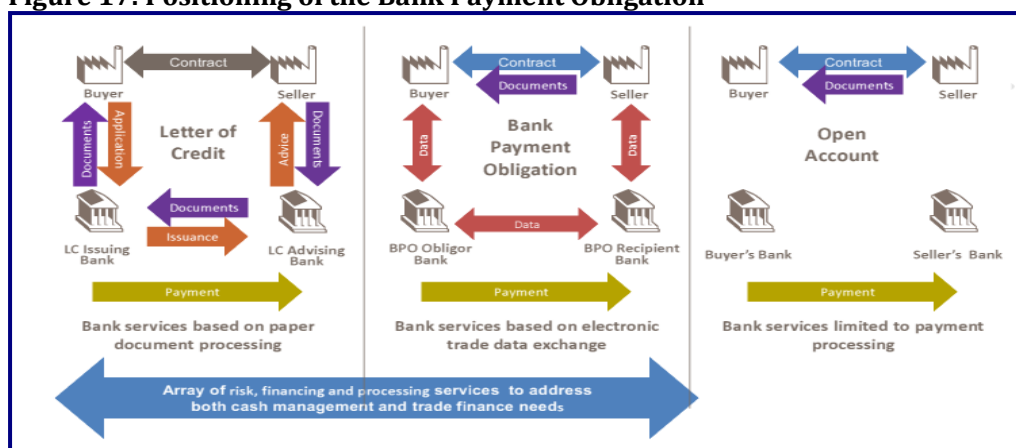 Figure 17: Positioning of the Bank Payment Obligation
Contract
Buyer
Seller
Documents
Application
Letter of
Credit
Advice
Documents
Documents
Issuance
LC Issuing
Bank
LC Advising
Bank
Payment
Bank services based on paper
document processing
Contract
Documents
Buyer
Seller
Data
Bank
Payment
Obligation
Data
Data
BPO Obligor
Bank
BPO Recipient
Bank
Payment
Bank services based on electronic
trade data exchange
Contract
Documents
Buyer
Seller
Open
Account
Buyer's Bank
Seller's Bank
Payment
Bank services limited to payment
processing
Array of risk, financing and processing services to address
both cash management and trade finance needs